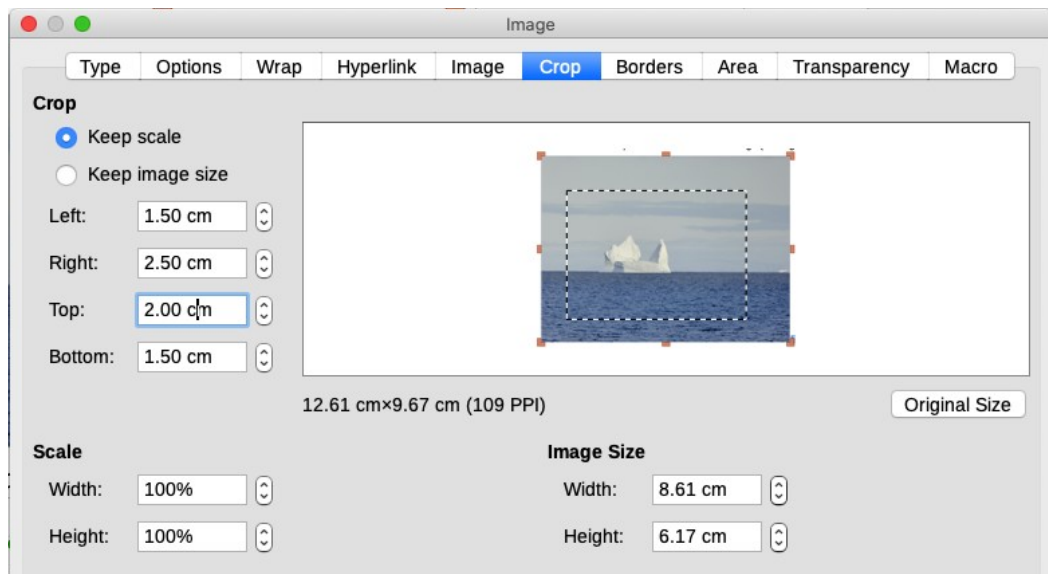 Image
Type Options Wrap Hyperlink Image Crop Borders Area Transparency Macro
Crop
Keep scale
Keep image size
Left: 1.50 cm
Right: 2.50 cm
Top: 2.00 cm
Bottom: 1.50 cm
12.61 cm×9.67 cm (109 PPI)
Original Size
Scale
Width: 100%
Height: 100%
Image Size
Width: 8.61 cm
Height: 6.17 cm